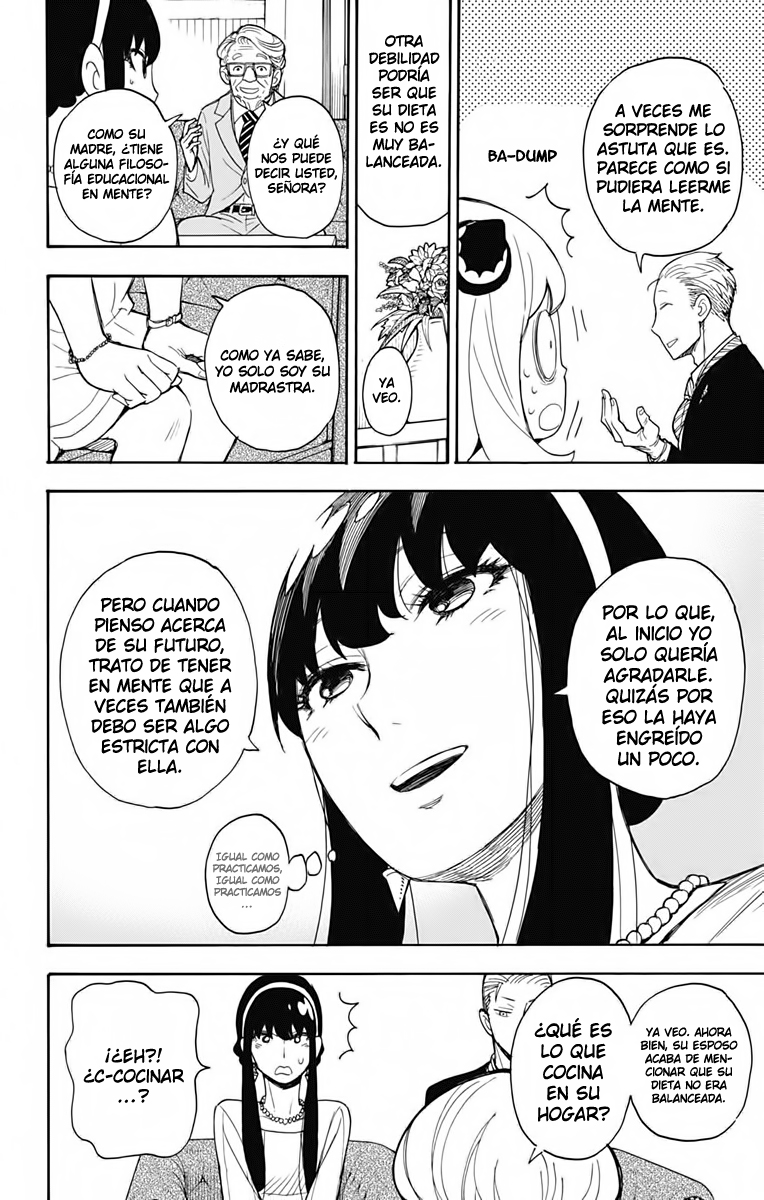 A VECES ME
SORPRENDE LO
ASTUTA QUE ES.
PARECE COMO SI
PUDIERA LEERME
LA MENTE.
BA-DUMP
OTRA
DEBILIDAD
PODRÍA
SER QUE
SU DIETA
ES NO ES
MUY BA-
LANCEADA.
YA
VEO.
¿Y QUÉ
NOS PUEDE
DECIR USTED,
SEÑORA?
COMO SU
MADRE, ¿TIENE
ALGUNA FILOSO-
FÍA EDUCACIONAL
EN MENTE?
COMO YA SABE,
YO SOLO SOY SU
MADRASTRA.
POR LO QUE,
AL INICIO YO
SOLO QUERÍA
AGRADARLE.
QUIZÁS POR
ESO LA HAYA
ENGREÍDO
UN POCO.
PERO CUANDO
PIENSO ACERCA
DE SU FUTURO,
TRATO DE TENER
EN MENTE QUE A
VECES TAMBIÉN
DEBO SER ALGO
ESTRICTA CON
ELLA.
IGUAL COMO
PRACTICAMOS,
IGUAL COMO
PRACTICAMOS
...
YA VEO. AHORA
BIEN, SU ESPOSO
ACABA DE MEN-
CIONAR QUE SU
DIETA NO ERA
BALANCEADA.
¿QUÉ ES
LO QUE
COCINA
EN SU
HOGAR?
¡¿EH?!
¿C-COCINAR
...?